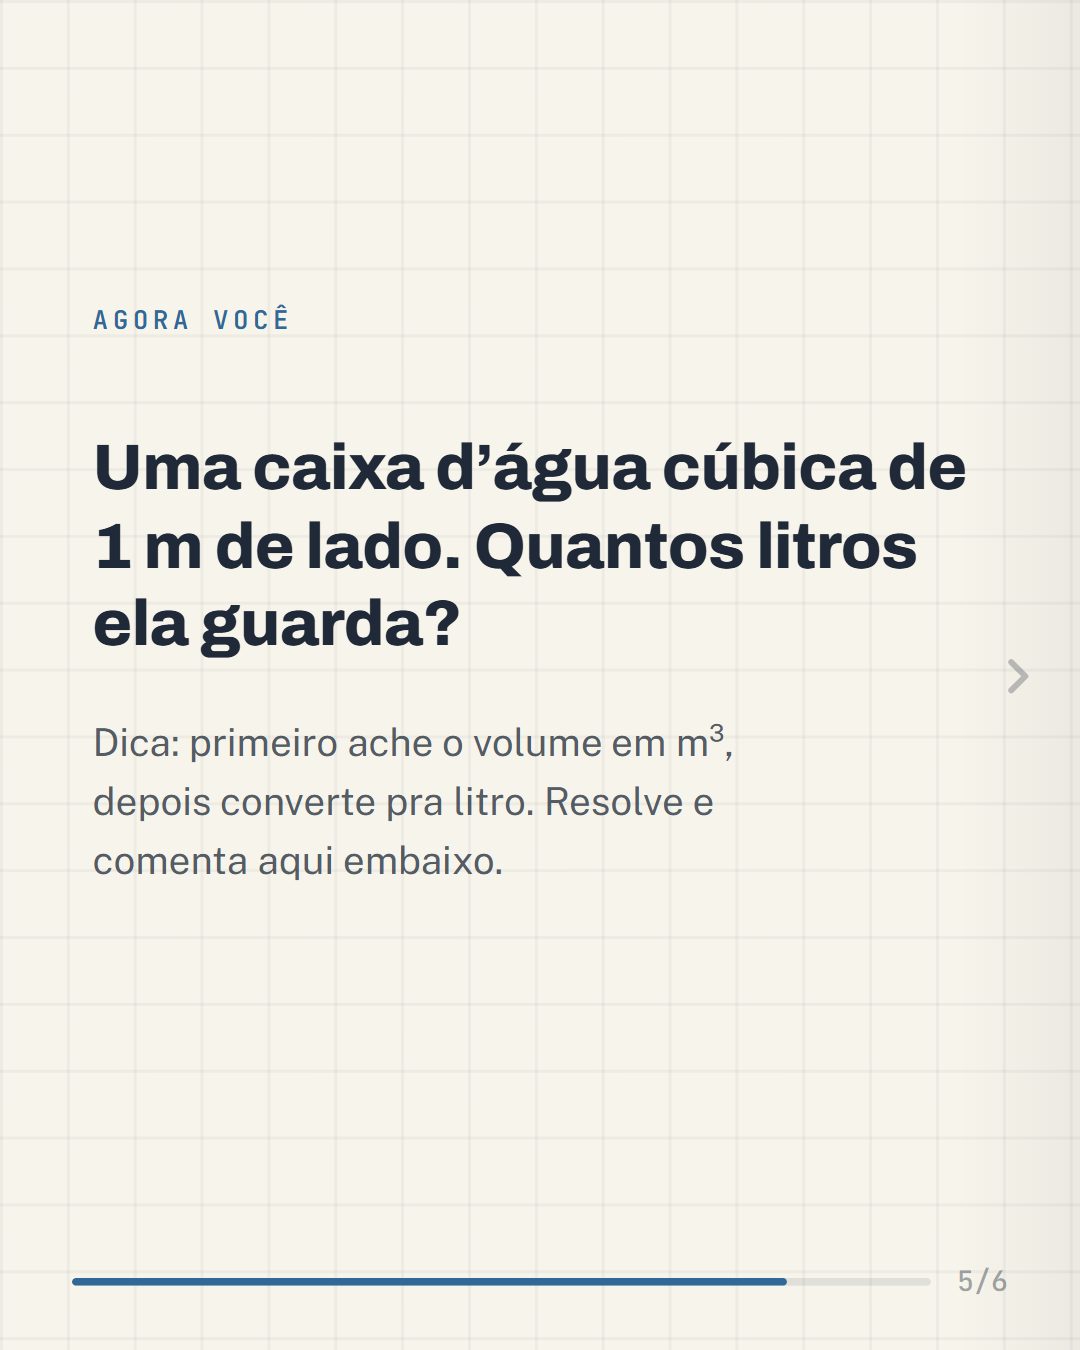 AGORA VOCÊ
Uma caixa d’água cúbica de
1 m de lado. Quantos litros
ela guarda?
Dica: primeiro ache o volume em m³,
depois converte pra litro. Resolve e
comenta aqui embaixo.
5/6